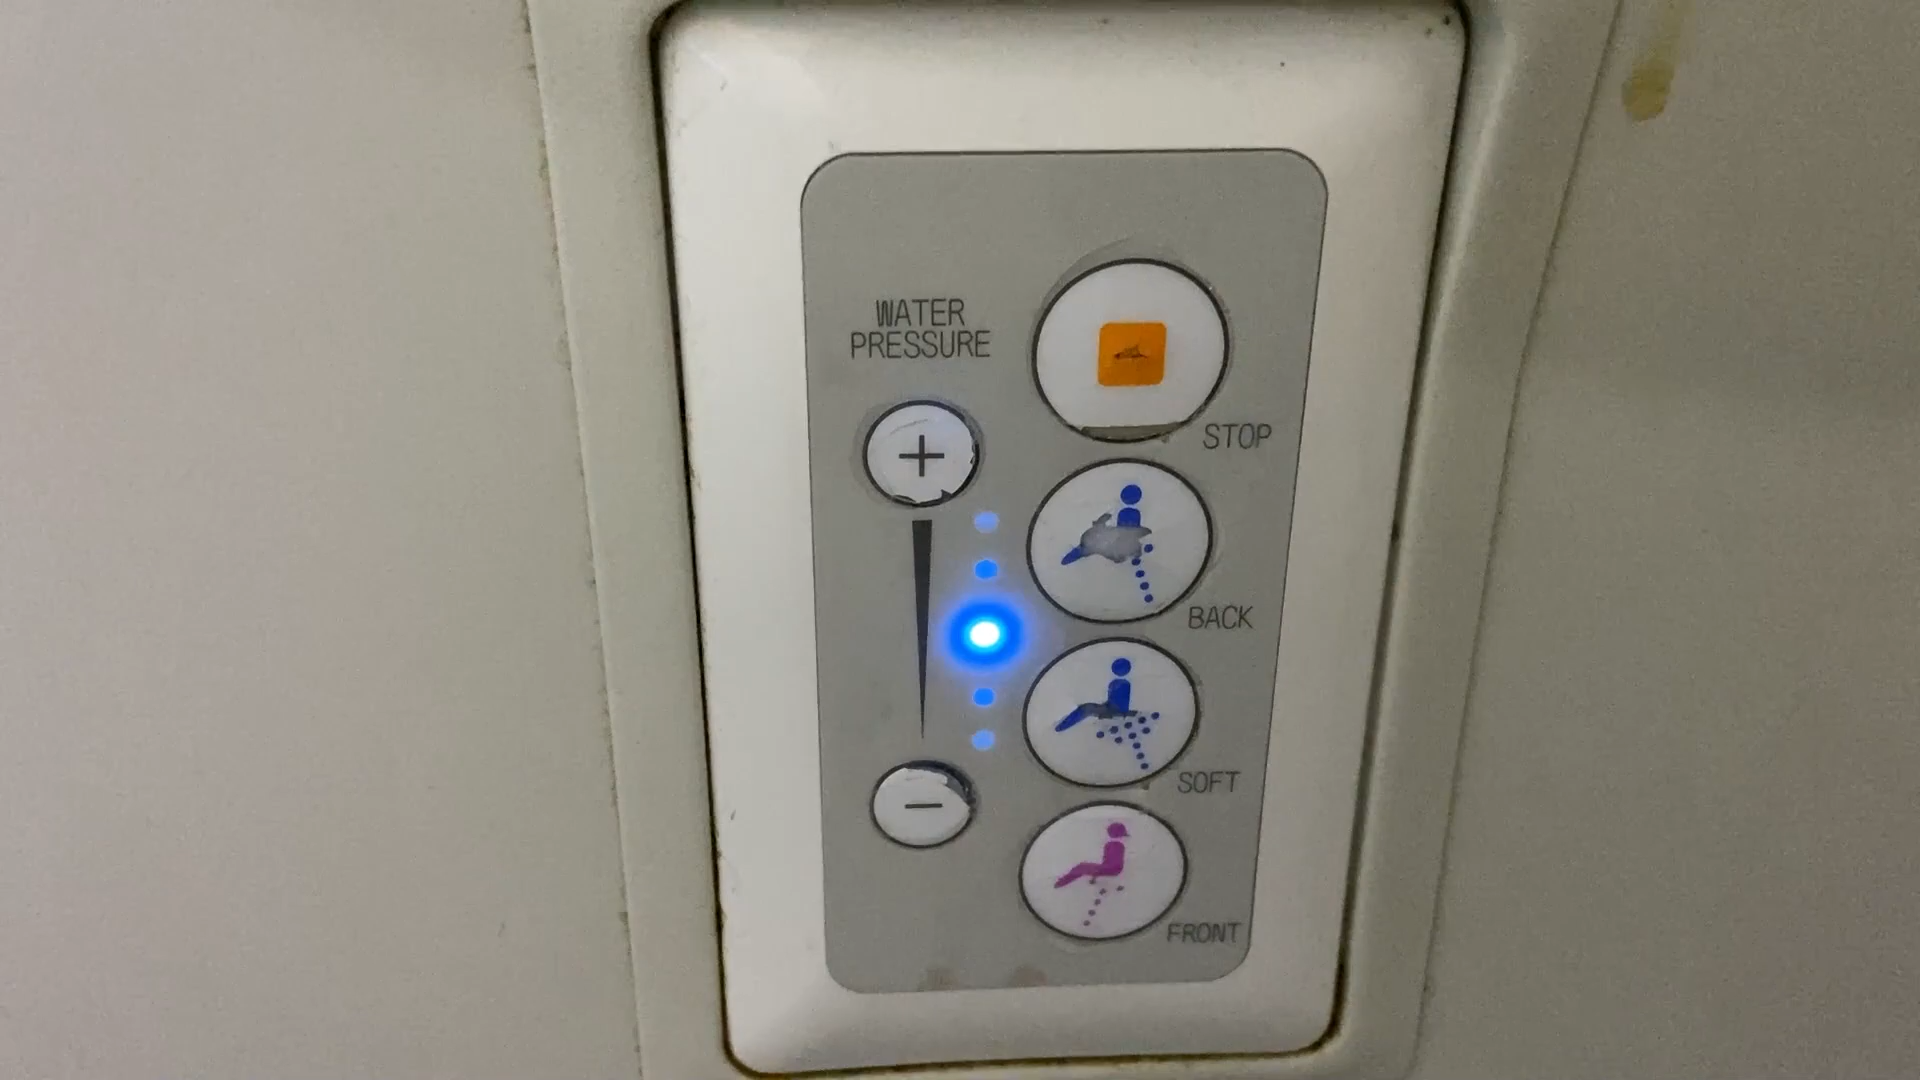 WATER
PRESSURE
+
STOP
BACK
SOFT
−
FRONT